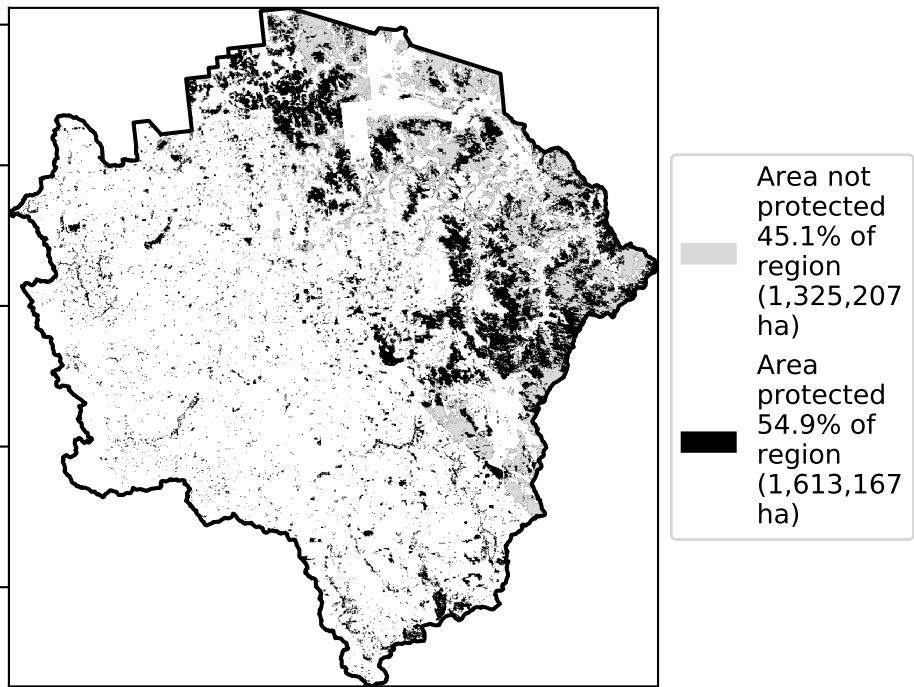 Area not
protected
45.1% of
region
(1,325,207
ha)
Area
protected
54.9% of
region
(1,613,167
ha)